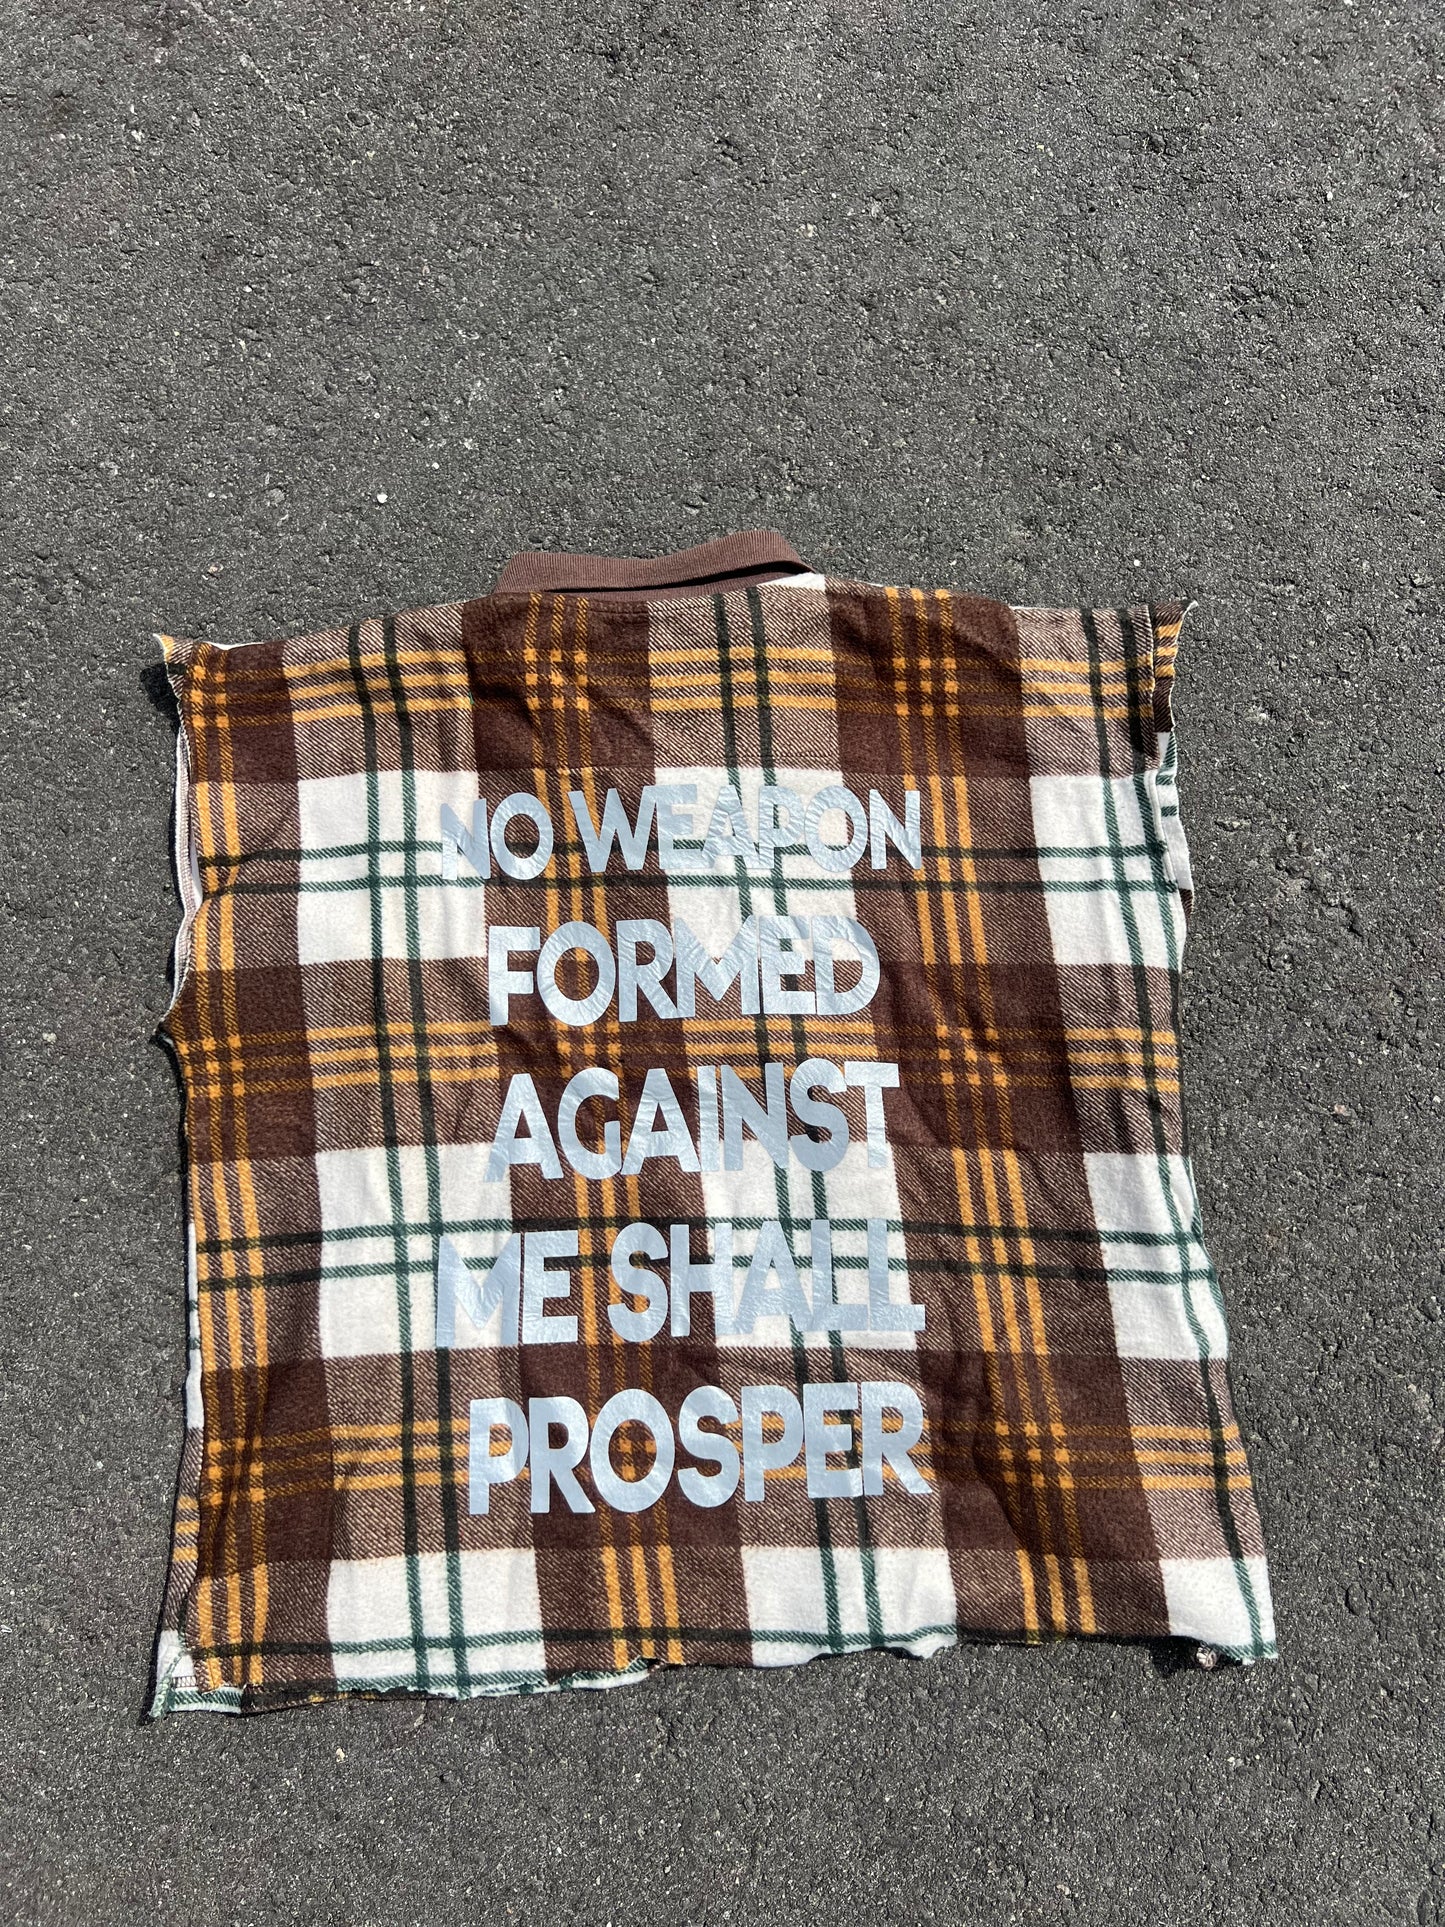 NO WEAPON
FORMED
AGAINST
ME SHALL
PROSPER